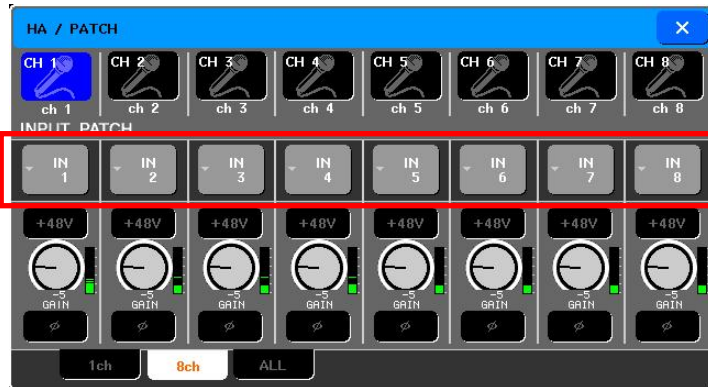 HA / PATCH
CH 1 CH 2 CH 3 CH 4 CH 5 CH 6 CH 7 CH 8
ch 1 ch 2 ch 3 ch 4 ch 5 ch 6 ch 7 ch 8
INPUT PATCH
IN IN IN IN IN IN IN IN
1 2 3 4 5 6 7 8
+48V +48V +48V +48V +48V +48V +48V +48V
-5 -5 -5 -5 -5 -5 -5 -5
GAIN GAIN GAIN GAIN GAIN GAIN GAIN GAIN
ø ø ø ø ø ø ø ø
1ch 8ch ALL